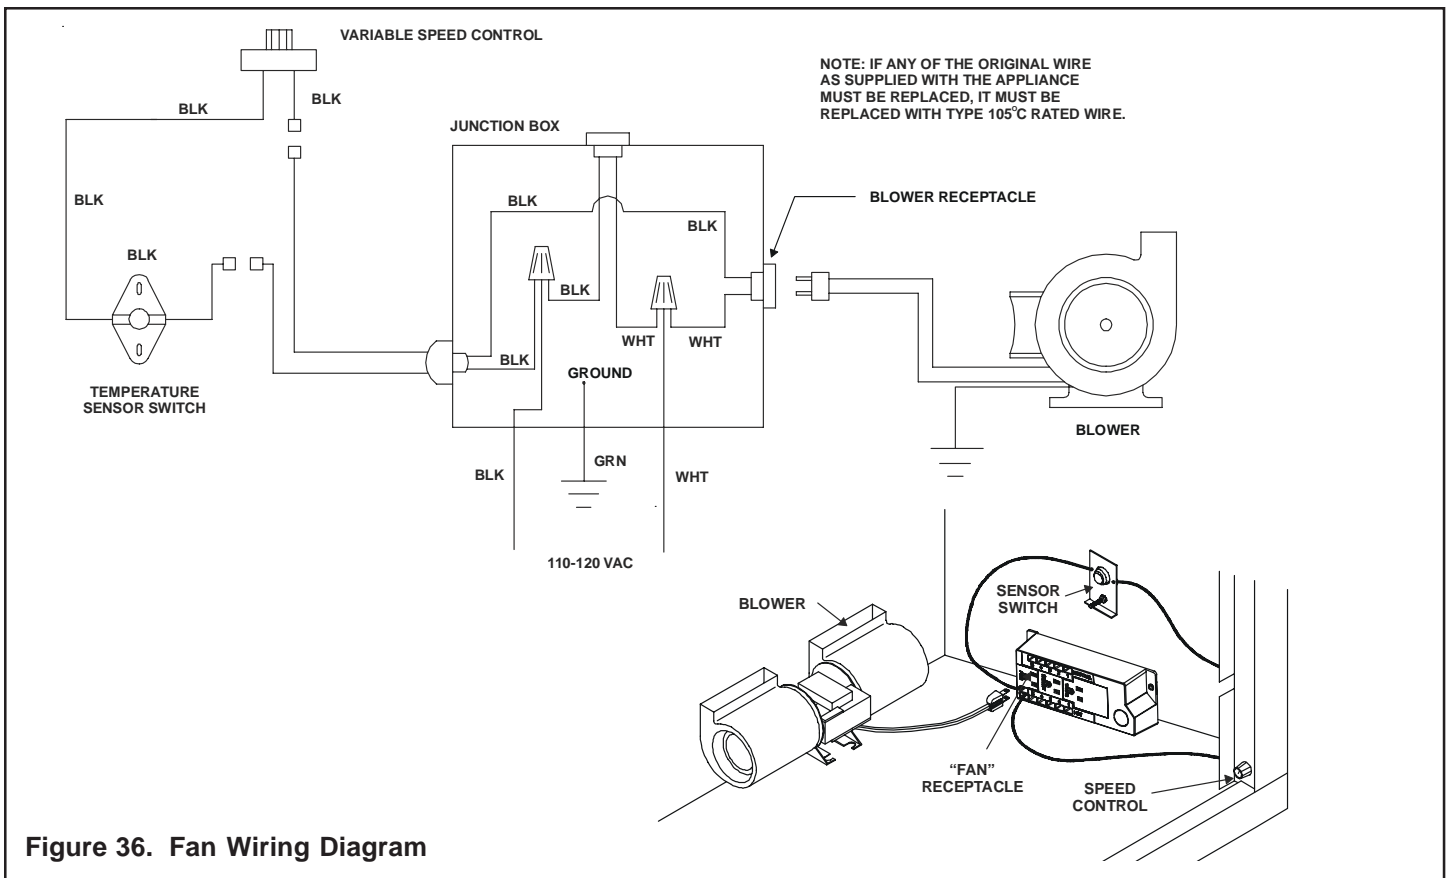 VARIABLE SPEED CONTROL
NOTE: IF ANY OF THE ORIGINAL WIRE
AS SUPPLIED WITH THE APPLIANCE
MUST BE REPLACED, IT MUST BE
REPLACED WITH TYPE 105°C RATED WIRE.
BLK
BLK
JUNCTION BOX
BLK
BLK
BLK
BLOWER RECEPTACLE
BLK
BLK
BLK
WHT
WHT
BLK
GROUND
TEMPERATURE
SENSOR SWITCH
BLOWER
GRN
BLK
WHT
110-120 VAC
BLOWER
SENSOR
SWITCH
“FAN”
RECEPTACLE
SPEED
CONTROL
Figure 36. Fan Wiring Diagram